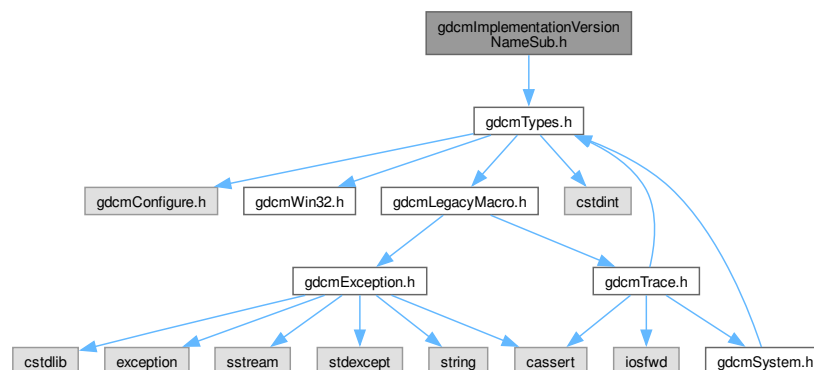 gdcmImplementationVersion
NameSub.h
gdcmTypes.h
gdcmConfigure.h
gdcmWin32.h
gdcmLegacyMacro.h
cstdint
gdcmException.h
gdcmTrace.h
cstdlib
exception
sstream
stdexcept
string
cassert
iosfwd
gdcmSystem.h